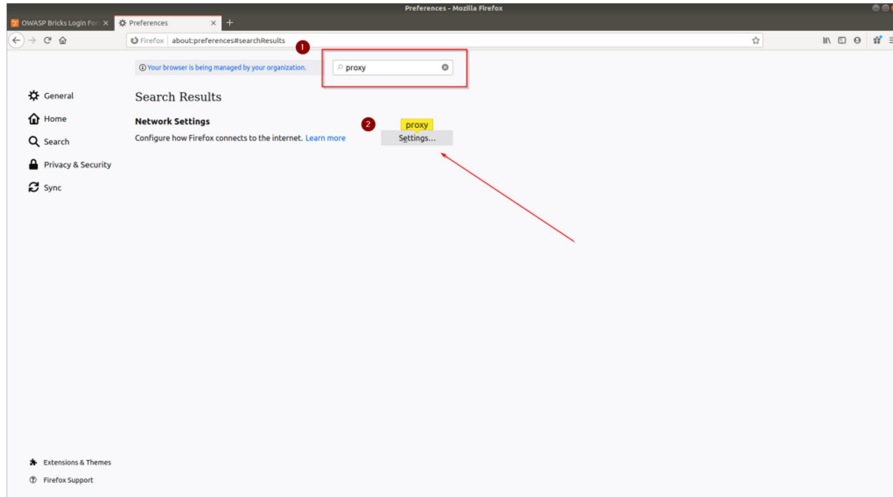 Preferences - Mozilla Firefox
OWASP Bricks Login For
Preferences
Firefox about:preferences#searchResults
1
Your browser is being managed by your organization.
proxy
General
Search Results
Home
Network Settings
2
proxy
Configure how Firefox connects to the internet. Learn more
Settings...
Search
Privacy & Security
Sync
Extensions & Themes
Firefox Support